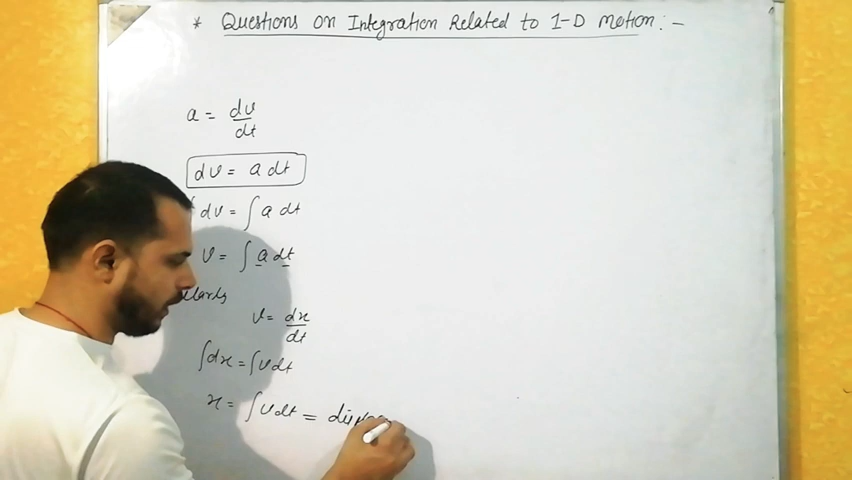 * Questions on Integration Related to 1-D motion:-
a = dv/dt
dv = a dt
∫dv = ∫a dt
v = ∫a dt
v = dx/dt
∫dx = ∫v dt
x = ∫v dt =